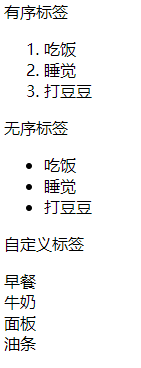 有序标签
1. 吃饭
2. 睡觉
3. 打豆豆
无序标签
• 吃饭
• 睡觉
• 打豆豆
自定义标签
早餐
牛奶
面板
油条